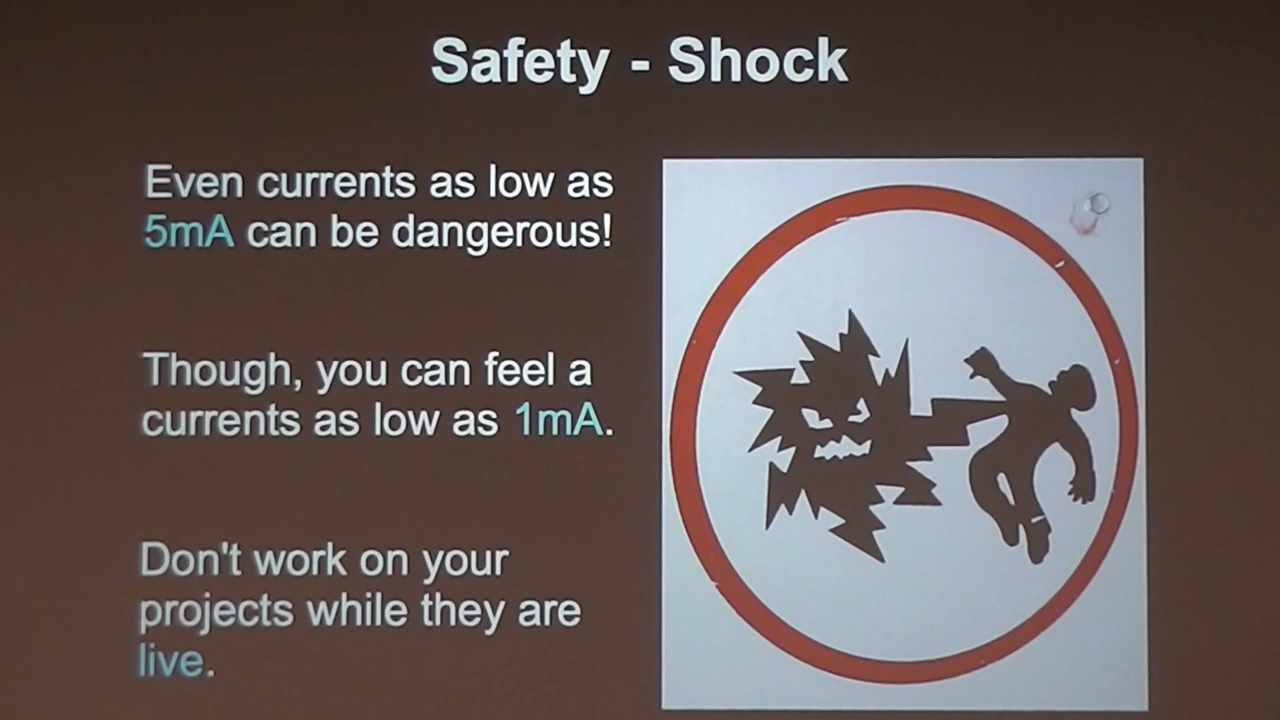 Safety - Shock
Even currents as low as
5mA can be dangerous!
Though, you can feel a
currents as low as 1mA.
Don't work on your
projects while they are
live.